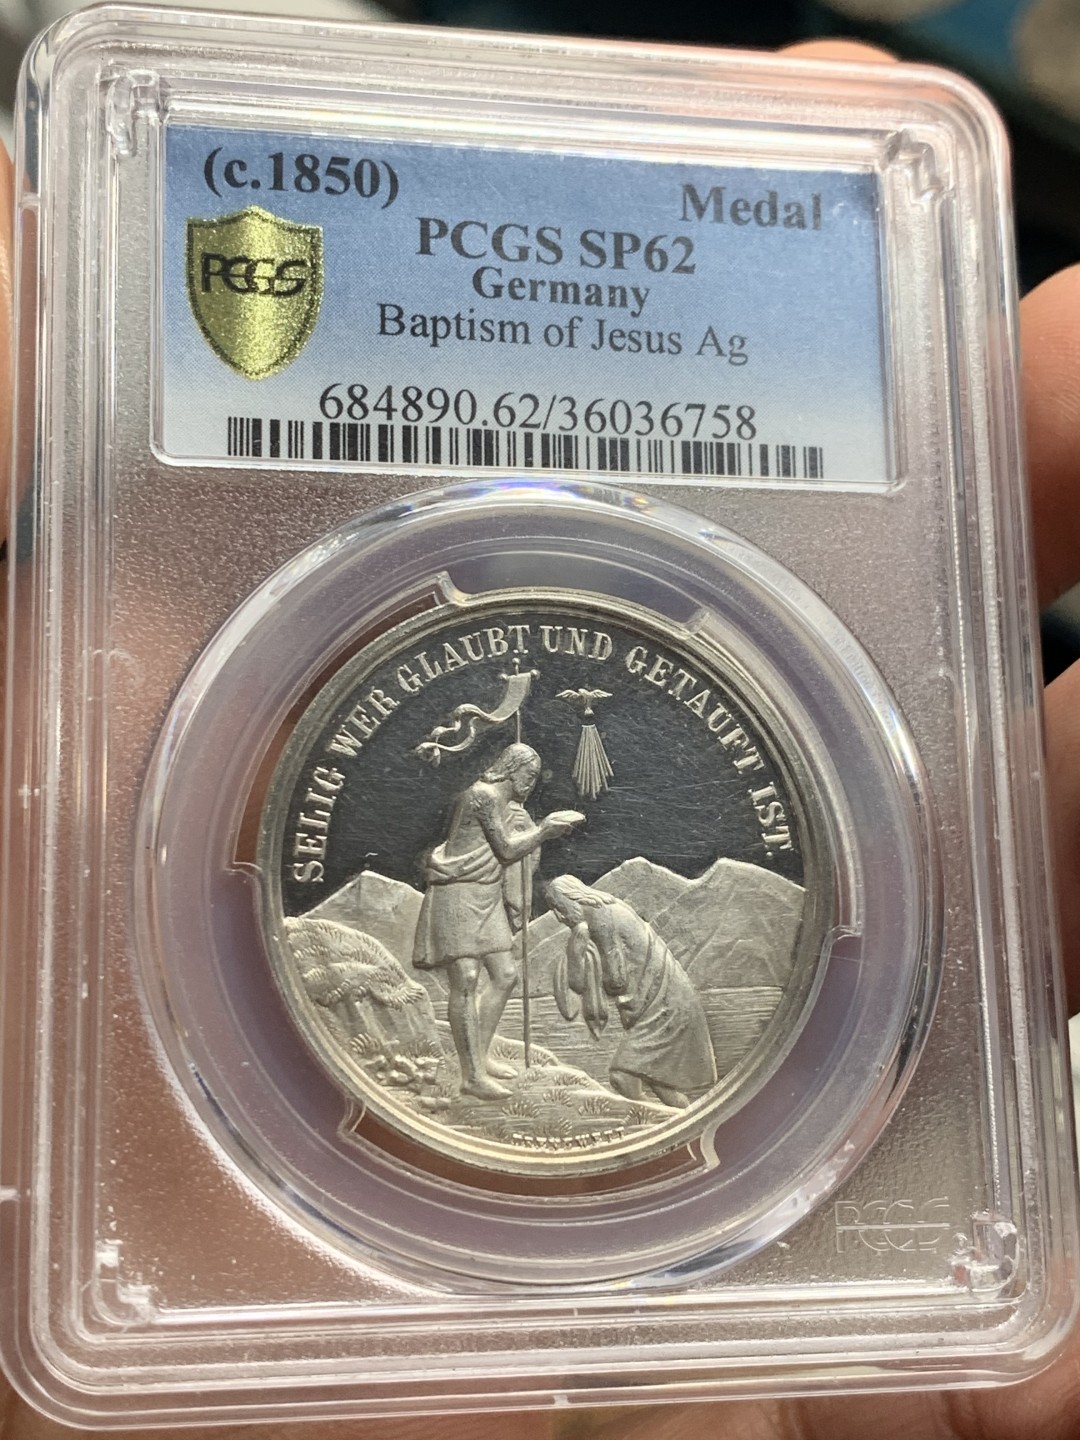 (c.1850)
Medal
PCGS SP62
PCGS
Germany
Baptism of Jesus Ag
684890.62/36036758
SELIG WER GLAUBT UND GETAUFT IST.
PCGS